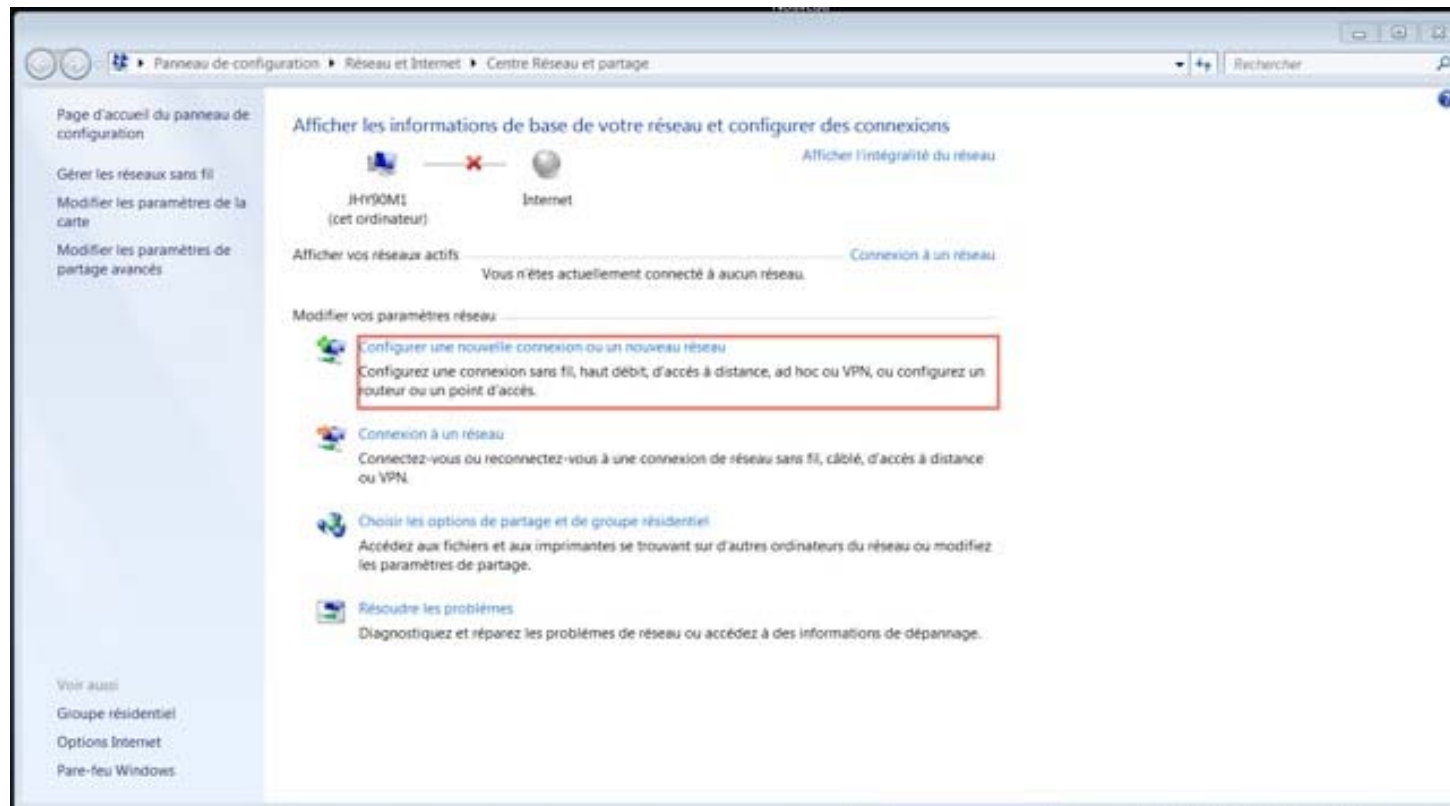 Panneau de configuration ▸ Réseau et Internet ▸ Centre Réseau et partage
Rechercher
Page d'accueil du panneau de
configuration
Gérer les réseaux sans fil
Modifier les paramètres de la
carte
Modifier les paramètres de
partage avancés
Voir aussi
Groupe résidentiel
Options Internet
Pare-feu Windows
Afficher les informations de base de votre réseau et configurer des connexions
Afficher l'intégralité du réseau
JHY90M1
(cet ordinateur)
Internet
Afficher vos réseaux actifs
Connexion à un réseau
Vous n'êtes actuellement connecté à aucun réseau.
Modifier vos paramètres réseau
Configurer une nouvelle connexion ou un nouveau réseau
Configurez une connexion sans fil, haut débit, d'accès à distance, ad hoc ou VPN, ou configurez un
routeur ou un point d'accès.
Connexion à un réseau
Connectez-vous ou reconnectez-vous à une connexion de réseau sans fil, câblé, d'accès à distance
ou VPN.
Choisir les options de partage et de groupe résidentiel
Accédez aux fichiers et aux imprimantes se trouvant sur d'autres ordinateurs du réseau ou modifiez
les paramètres de partage.
Résoudre les problèmes
Diagnostiquez et réparez les problèmes de réseau ou accédez à des informations de dépannage.